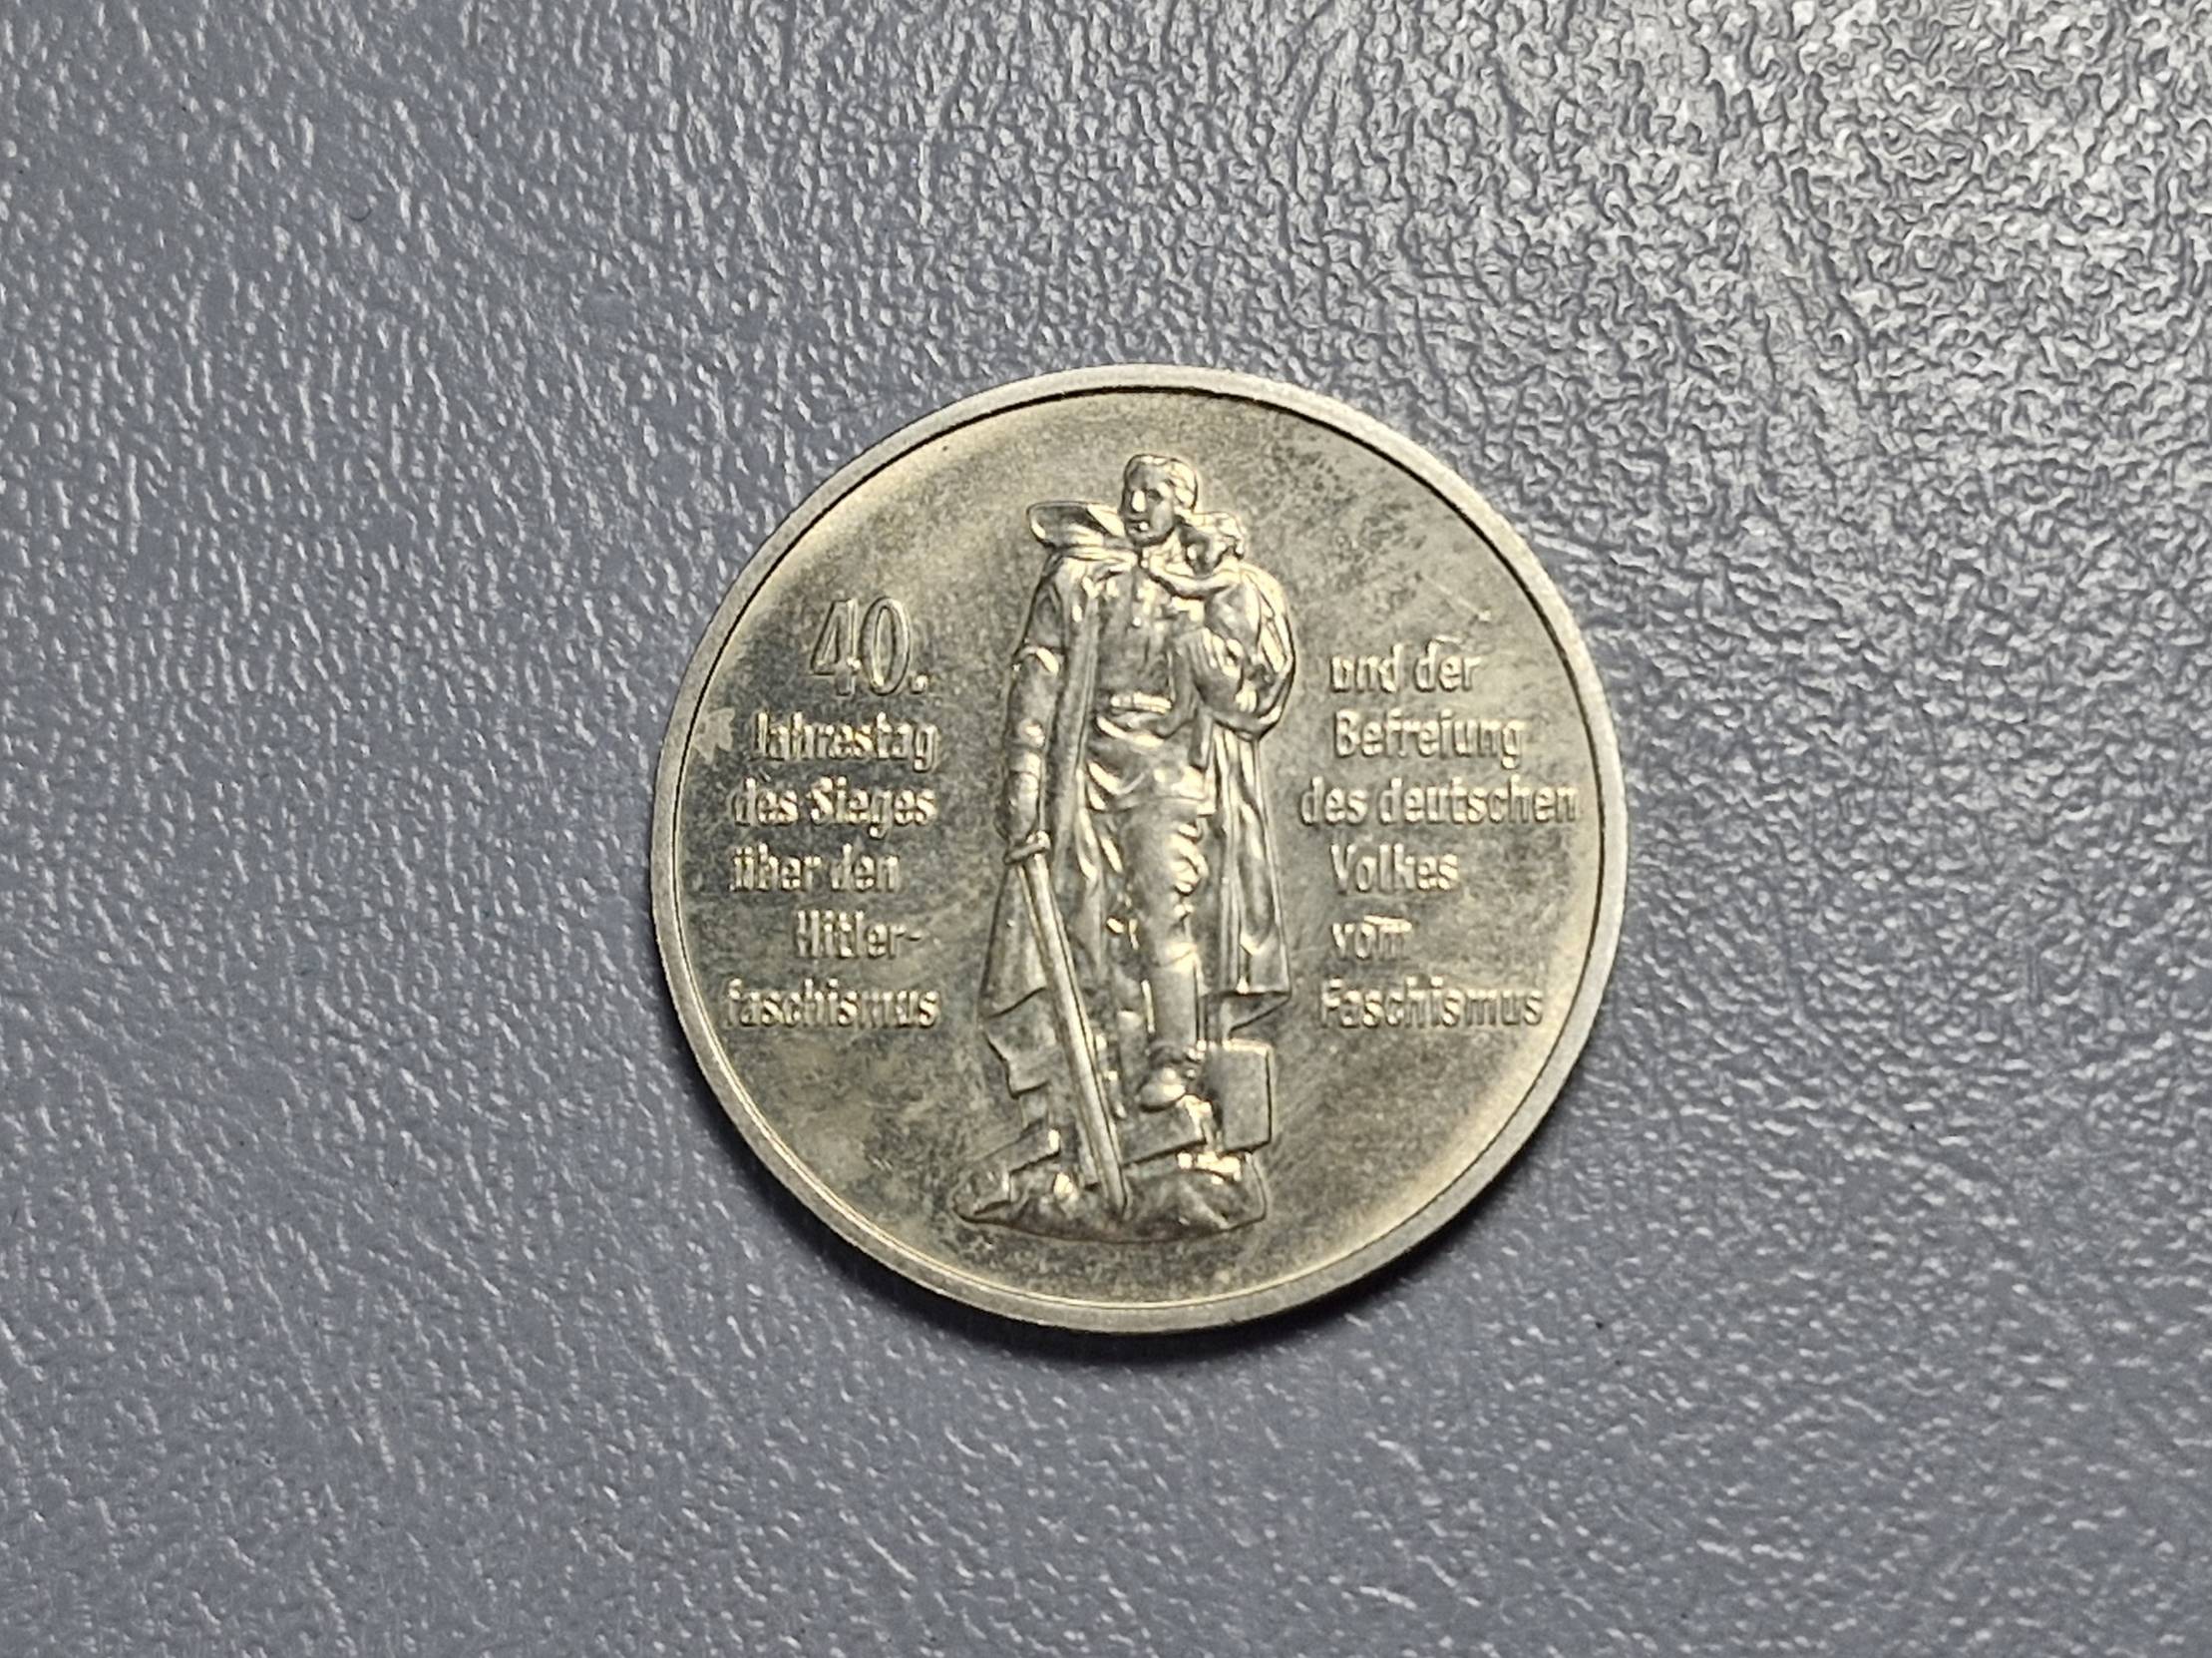 40.
Jahrestag
des Sieges
über den
Hitler-
faschismus
und der
Befreiung
des deutschen
Volkes
vom
Faschismus